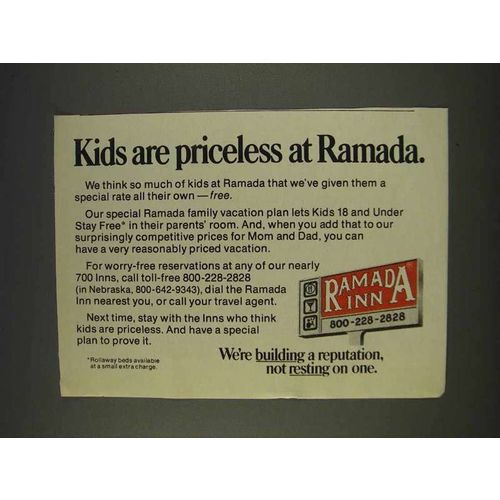 Kids are priceless at Ramada.
We think so much of kids at Ramada that we've given them a
special rate all their own — free.
Our special Ramada family vacation plan lets Kids 18 and Under
Stay Free* in their parents' room. And, when you add that to our
surprisingly competitive prices for Mom and Dad, you can
have a very reasonably priced vacation.
For worry-free reservations at any of our nearly
700 Inns, call toll-free 800-228-2828
(in Nebraska, 800-642-9343), dial the Ramada
Inn nearest you, or call your travel agent.
Next time, stay with the Inns who think
kids are priceless. And have a special
plan to prove it.
*Rollaway beds available
at a small extra charge.
RAMADA
INN
800-228-2828
We're building a reputation,
not resting on one.